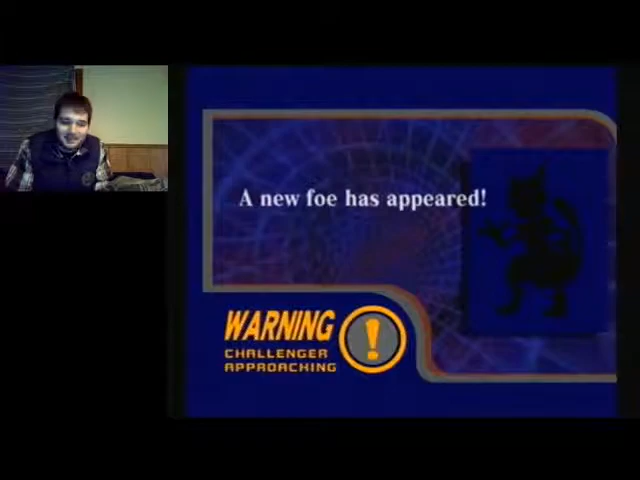 A new foe has appeared!
WARNING
CHALLENGER
APPROACHING
!